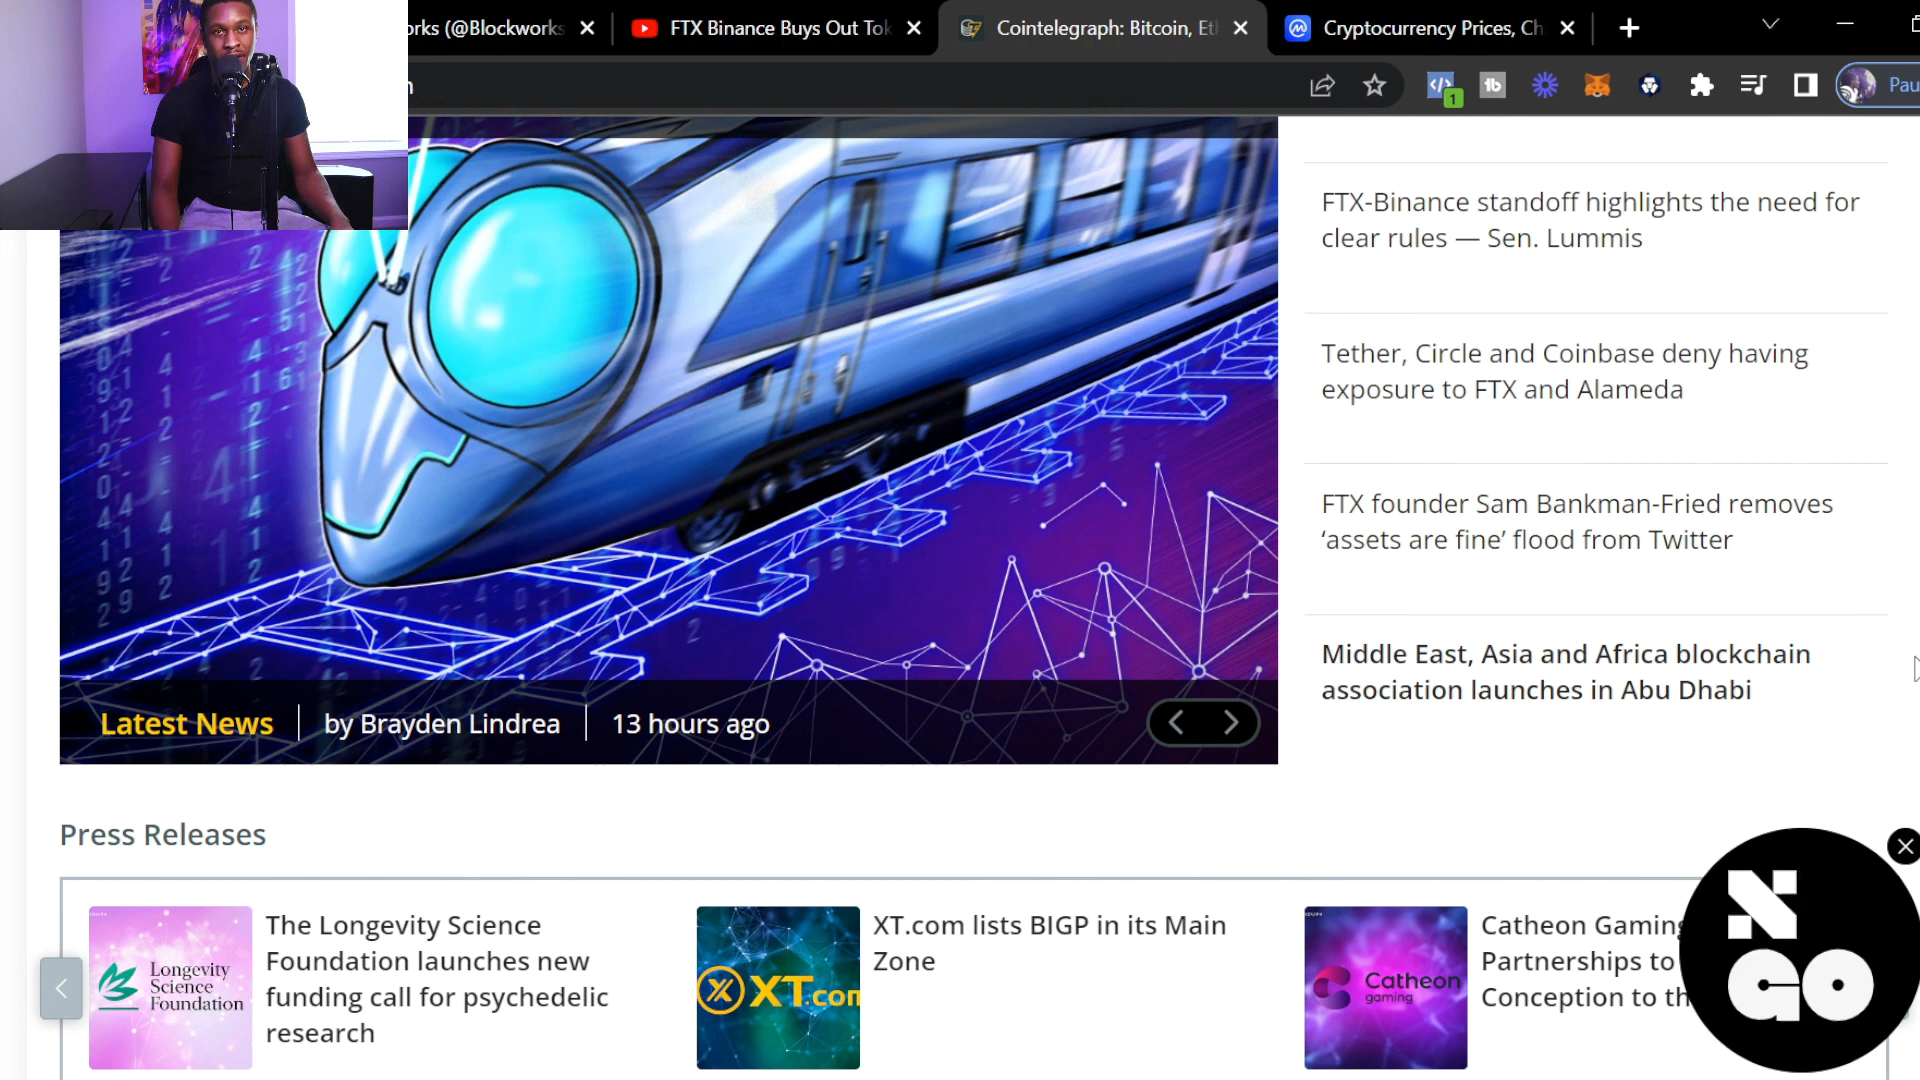 orks (@Blockworks
FTX Binance Buys Out Tok
Cointelegraph: Bitcoin, Et
Cryptocurrency Prices, Ch
1
Pau
FTX-Binance standoff highlights the need for
clear rules — Sen. Lummis
Tether, Circle and Coinbase deny having
exposure to FTX and Alameda
FTX founder Sam Bankman-Fried removes
‘assets are fine’ flood from Twitter
Middle East, Asia and Africa blockchain
association launches in Abu Dhabi
Latest News
by Brayden Lindrea
13 hours ago
Press Releases
Longevity
Science
Foundation
The Longevity Science
Foundation launches new
funding call for psychedelic
research
XT.com
XT.com lists BIGP in its Main
Zone
Catheon
gaming
Catheon Gaming
Partnerships to
Conception to th